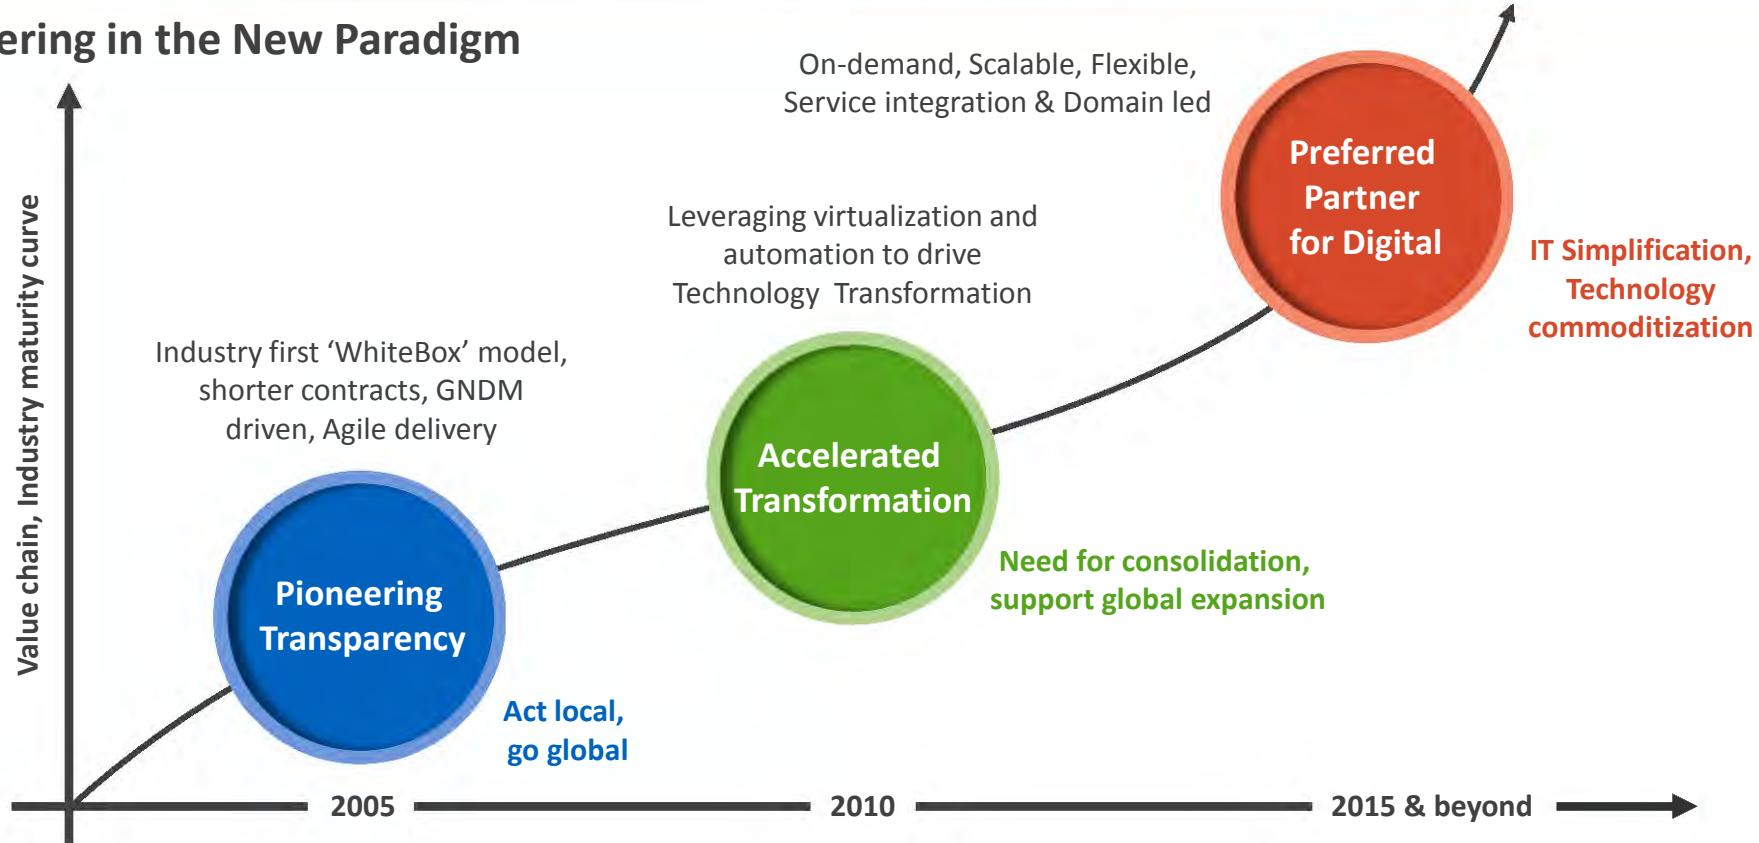 ering in the New Paradigm
On-demand, Scalable, Flexible,
Service integration & Domain led
Preferred
Partner
for Digital
IT Simplification,
Technology
commoditization
Leveraging virtualization and
automation to drive
Technology Transformation
Accelerated
Transformation
Need for consolidation,
support global expansion
Industry first ‘WhiteBox’ model,
shorter contracts, GNDM
driven, Agile delivery
Pioneering
Transparency
Act local,
go global
Value chain, Industry maturity curve
2005
2010
2015 & beyond